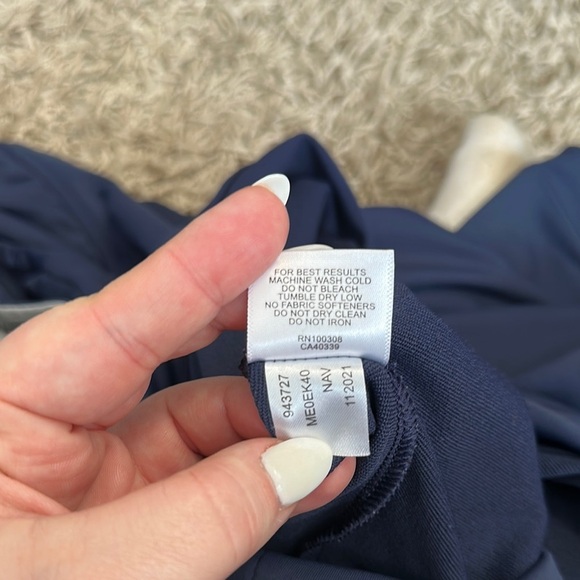 FOR BEST RESULTS
MACHINE WASH COLD
DO NOT BLEACH
TUMBLE DRY LOW
NO FABRIC SOFTENERS
DO NOT DRY CLEAN
DO NOT IRON
RN100308
CA40339
943727
ME0EK40
NAV
112021